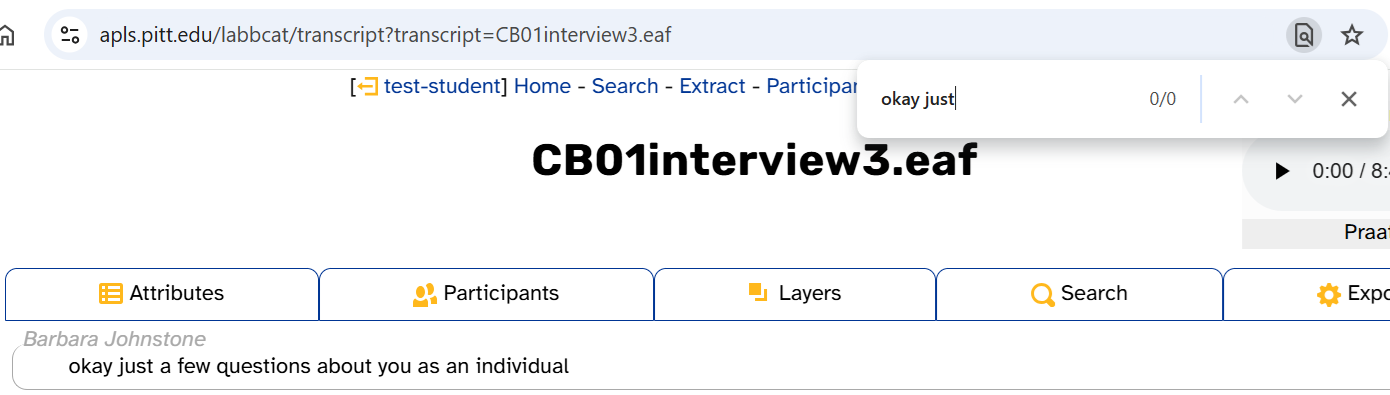 apls.pitt.edu/labbcat/transcript?transcript=CB01interview3.eaf
[ test-student] Home - Search - Extract - Participan
okay just 0/0
CB01interview3.eaf
0:00 / 8:
Praa
Attributes Participants Layers Search Expo
Barbara Johnstone
okay just a few questions about you as an individual